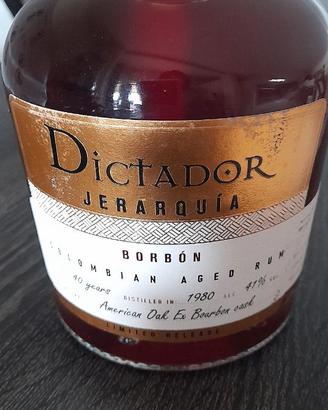 DICTADOR
JERARQUÍA
BORBÓN
COLOMBIAN AGED RUM
40 years DISTILLED IN: 1980 ALC 41%
American Oak Ex Bourbon cask
LIMITED RELEASE